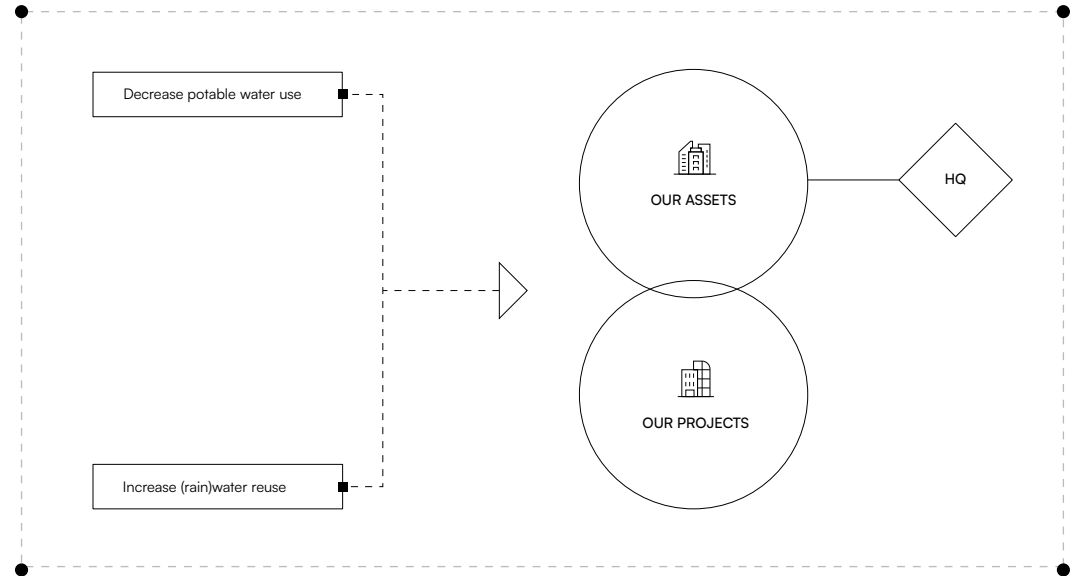 Decrease potable water use
OUR ASSETS
HQ
OUR PROJECTS
Increase (rain)water reuse